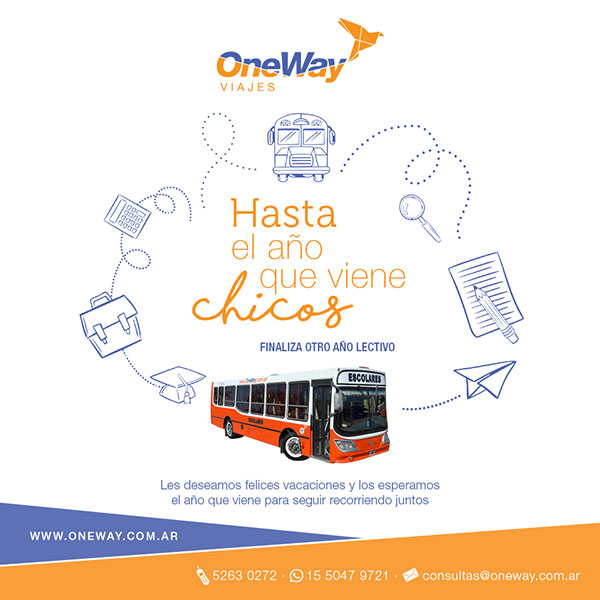 OneWay
VIAJES
Hasta
el año
que viene
chicos
FINALIZA OTRO AÑO LECTIVO
ESCOLARES
ESCOLARES
Les deseamos felices vacaciones y los esperamos
el año que viene para seguir recorriendo juntos
WWW.ONEWAY.COM.AR
5263 0272 · 15 5047 9721 · consultas@oneway.com.ar